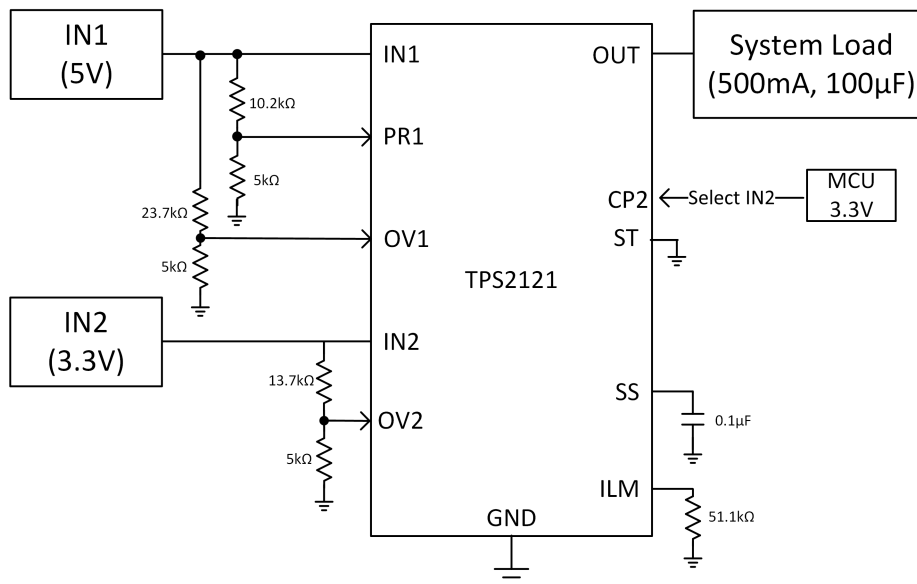 IN1
(5V)
IN1
OUT
System Load
(500mA, 100µF)
10.2kΩ
PR1
5kΩ
CP2
Select IN2
MCU
3.3V
23.7kΩ
OV1
ST
5kΩ
TPS2121
IN2
(3.3V)
IN2
13.7kΩ
OV2
5kΩ
SS
0.1µF
ILM
51.1kΩ
GND